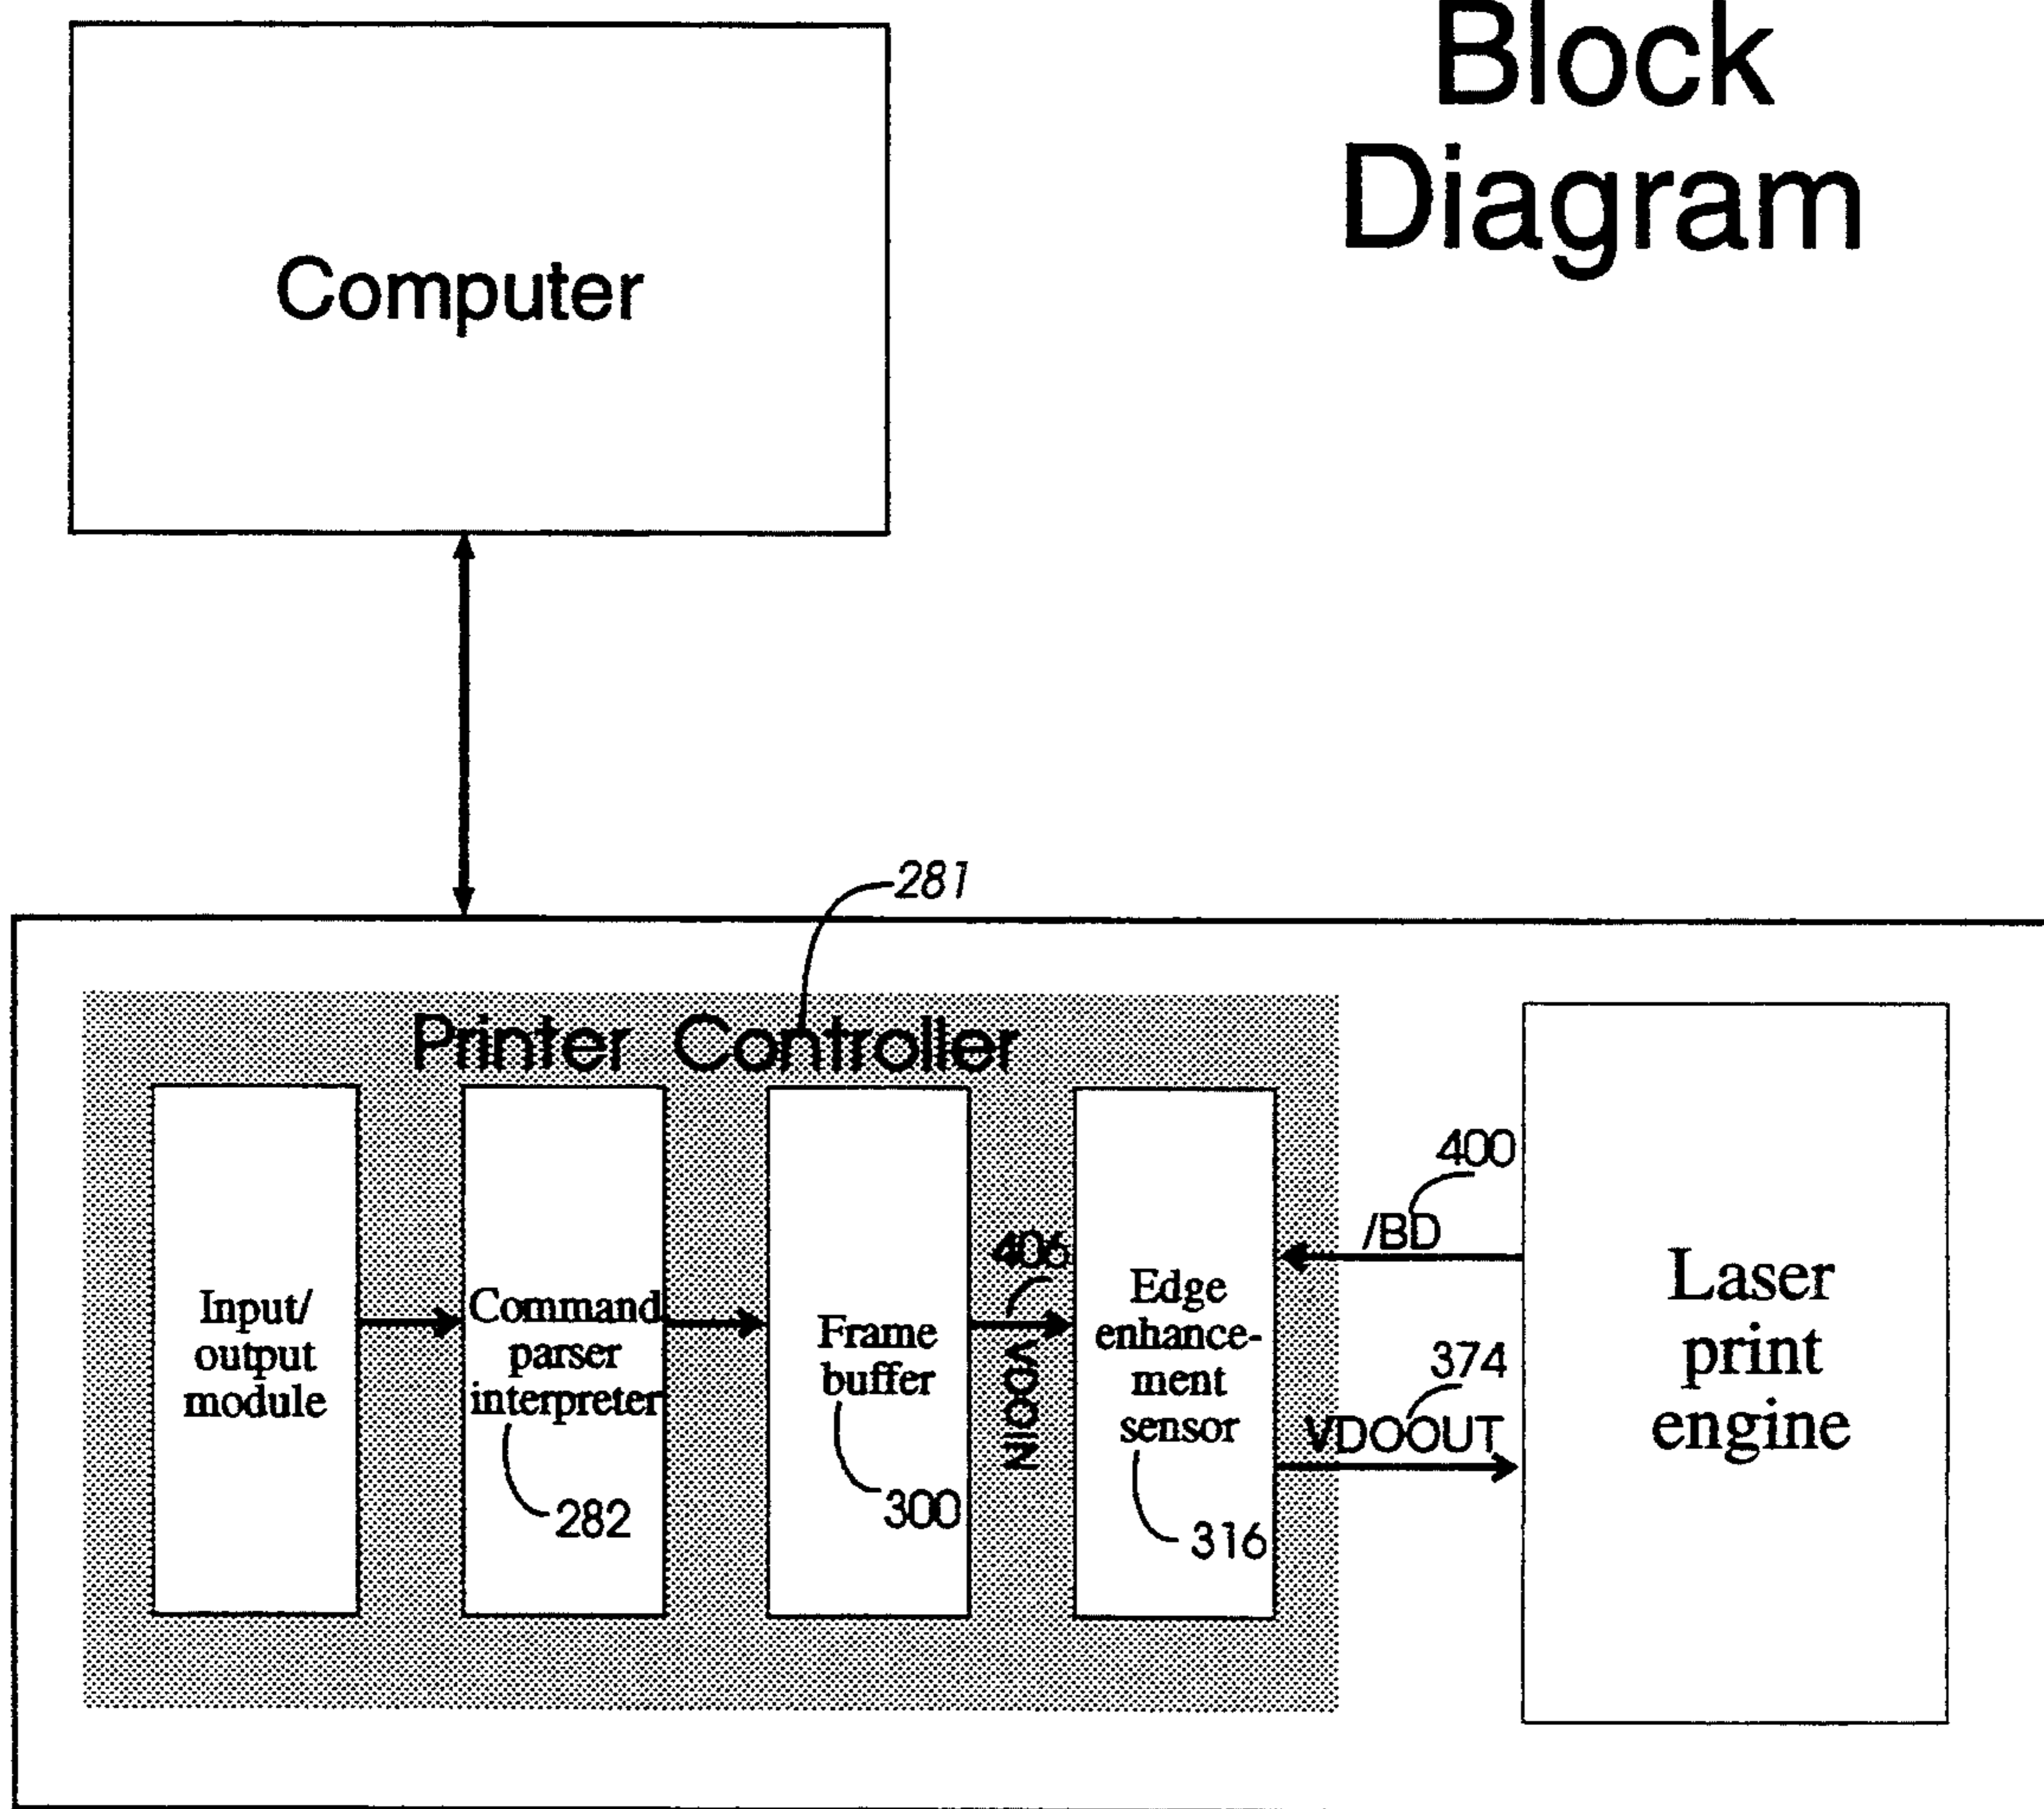 Block
Diagram
Computer
281
Printer Controller
Input/
output
module
Command
parser
interpreter
282
Frame
buffer
300
406
VDOIN
Edge
enhance-
ment
sensor
316
400
/BD
374
VDOOUT
Laser
print
engine